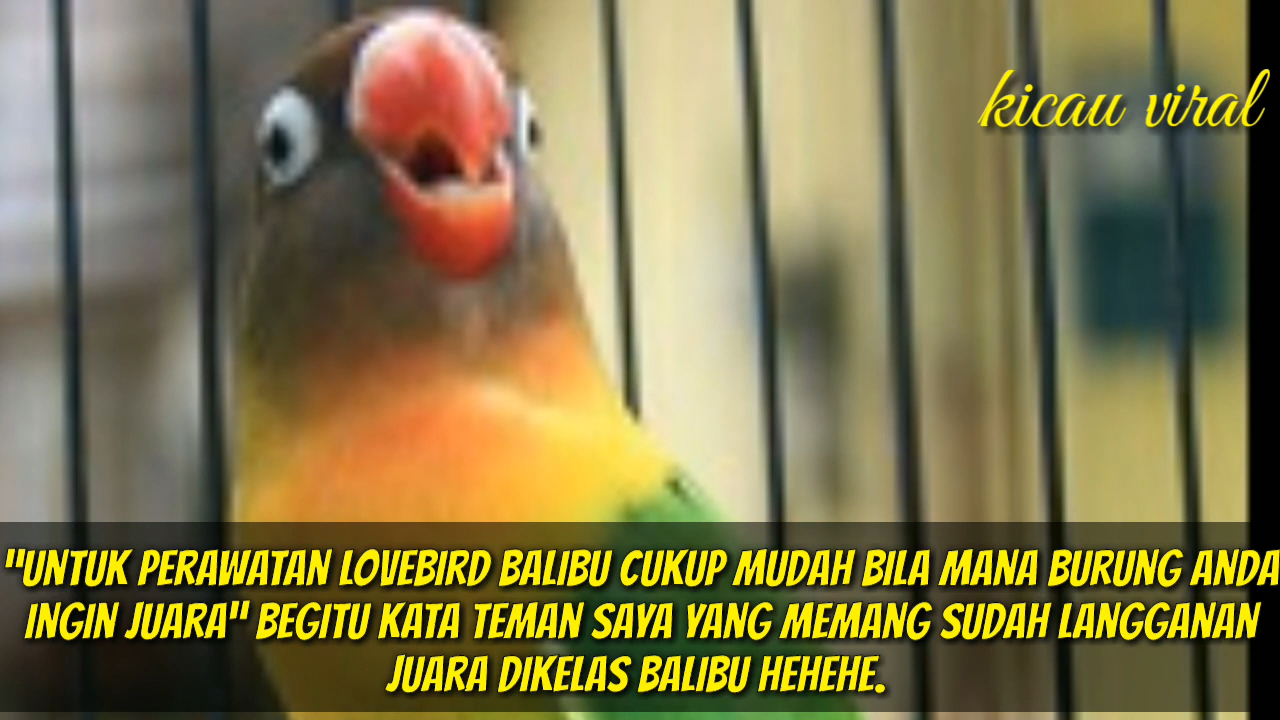 kicau viral
"UNTUK PERAWATAN LOVEBIRD BALIBU CUKUP MUDAH BILA MANA BURUNG ANDA
INGIN JUARA" BEGITU KATA TEMAN SAYA YANG MEMANG SUDAH LANGGANAN
JUARA DIKELAS BALIBU HEHEHE.